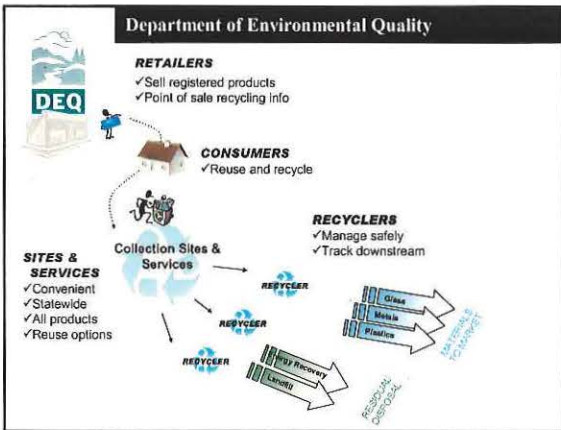 Department of Environmental Quality
DEQ
RETAILERS
✓Sell registered products
✓Point of sale recycling info
CONSUMERS
✓Reuse and recycle
Collection Sites &
Services
SITES &
SERVICES
✓Convenient
✓Statewide
✓All products
✓Reuse options
RECYCLERS
✓Manage safely
✓Track downstream
RECYCLER
RECYCLER
RECYCLER
Glass
Metals
Plastics
MATERIALS
TO MARKET
Energy Recovery
Landfill
RESIDUAL
DISPOSAL